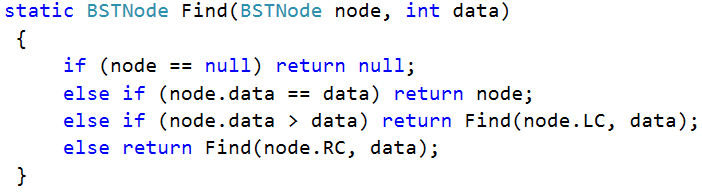 static BSTNode Find(BSTNode node, int data)
{
if (node == null) return null;
else if (node.data == data) return node;
else if (node.data > data) return Find(node.LC, data);
else return Find(node.RC, data);
}